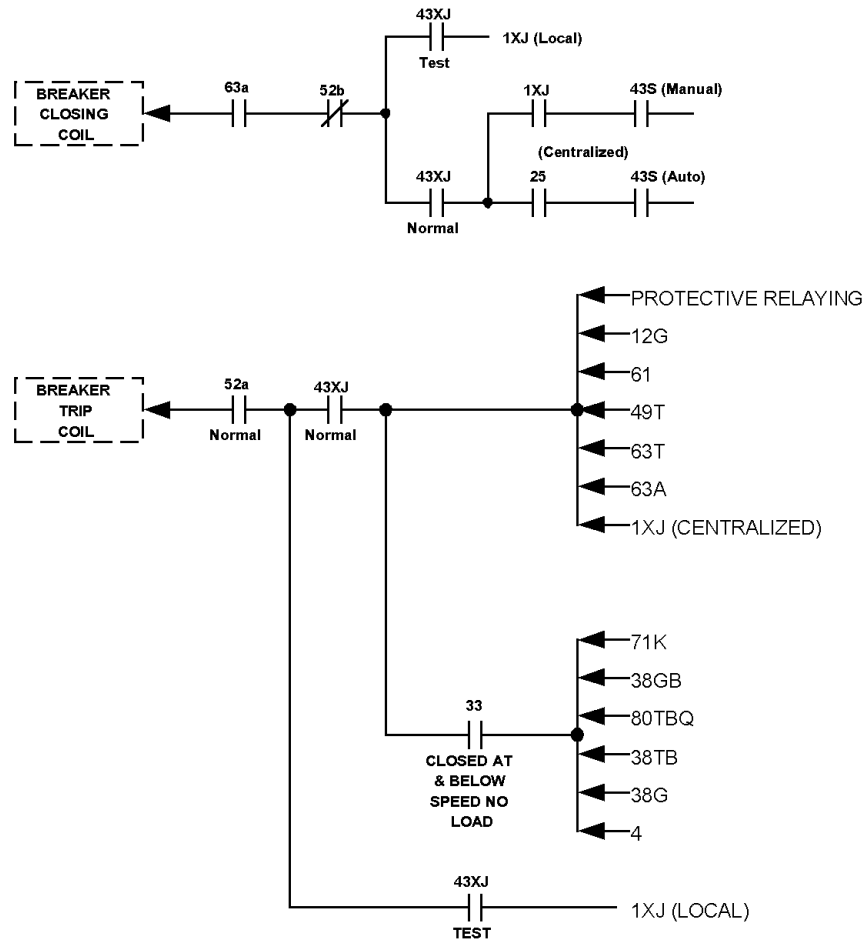 43XJ
1XJ (Local)
Test
BREAKER
CLOSING
COIL
63a
52b
1XJ
43S (Manual)
(Centralized)
43XJ
25
43S (Auto)
Normal
PROTECTIVE RELAYING
12G
61
BREAKER
TRIP
COIL
52a
43XJ
49T
Normal
Normal
63T
63A
1XJ (CENTRALIZED)
71K
38GB
33
80TBQ
CLOSED AT
& BELOW
SPEED NO
LOAD
38TB
38G
4
43XJ
1XJ (LOCAL)
TEST